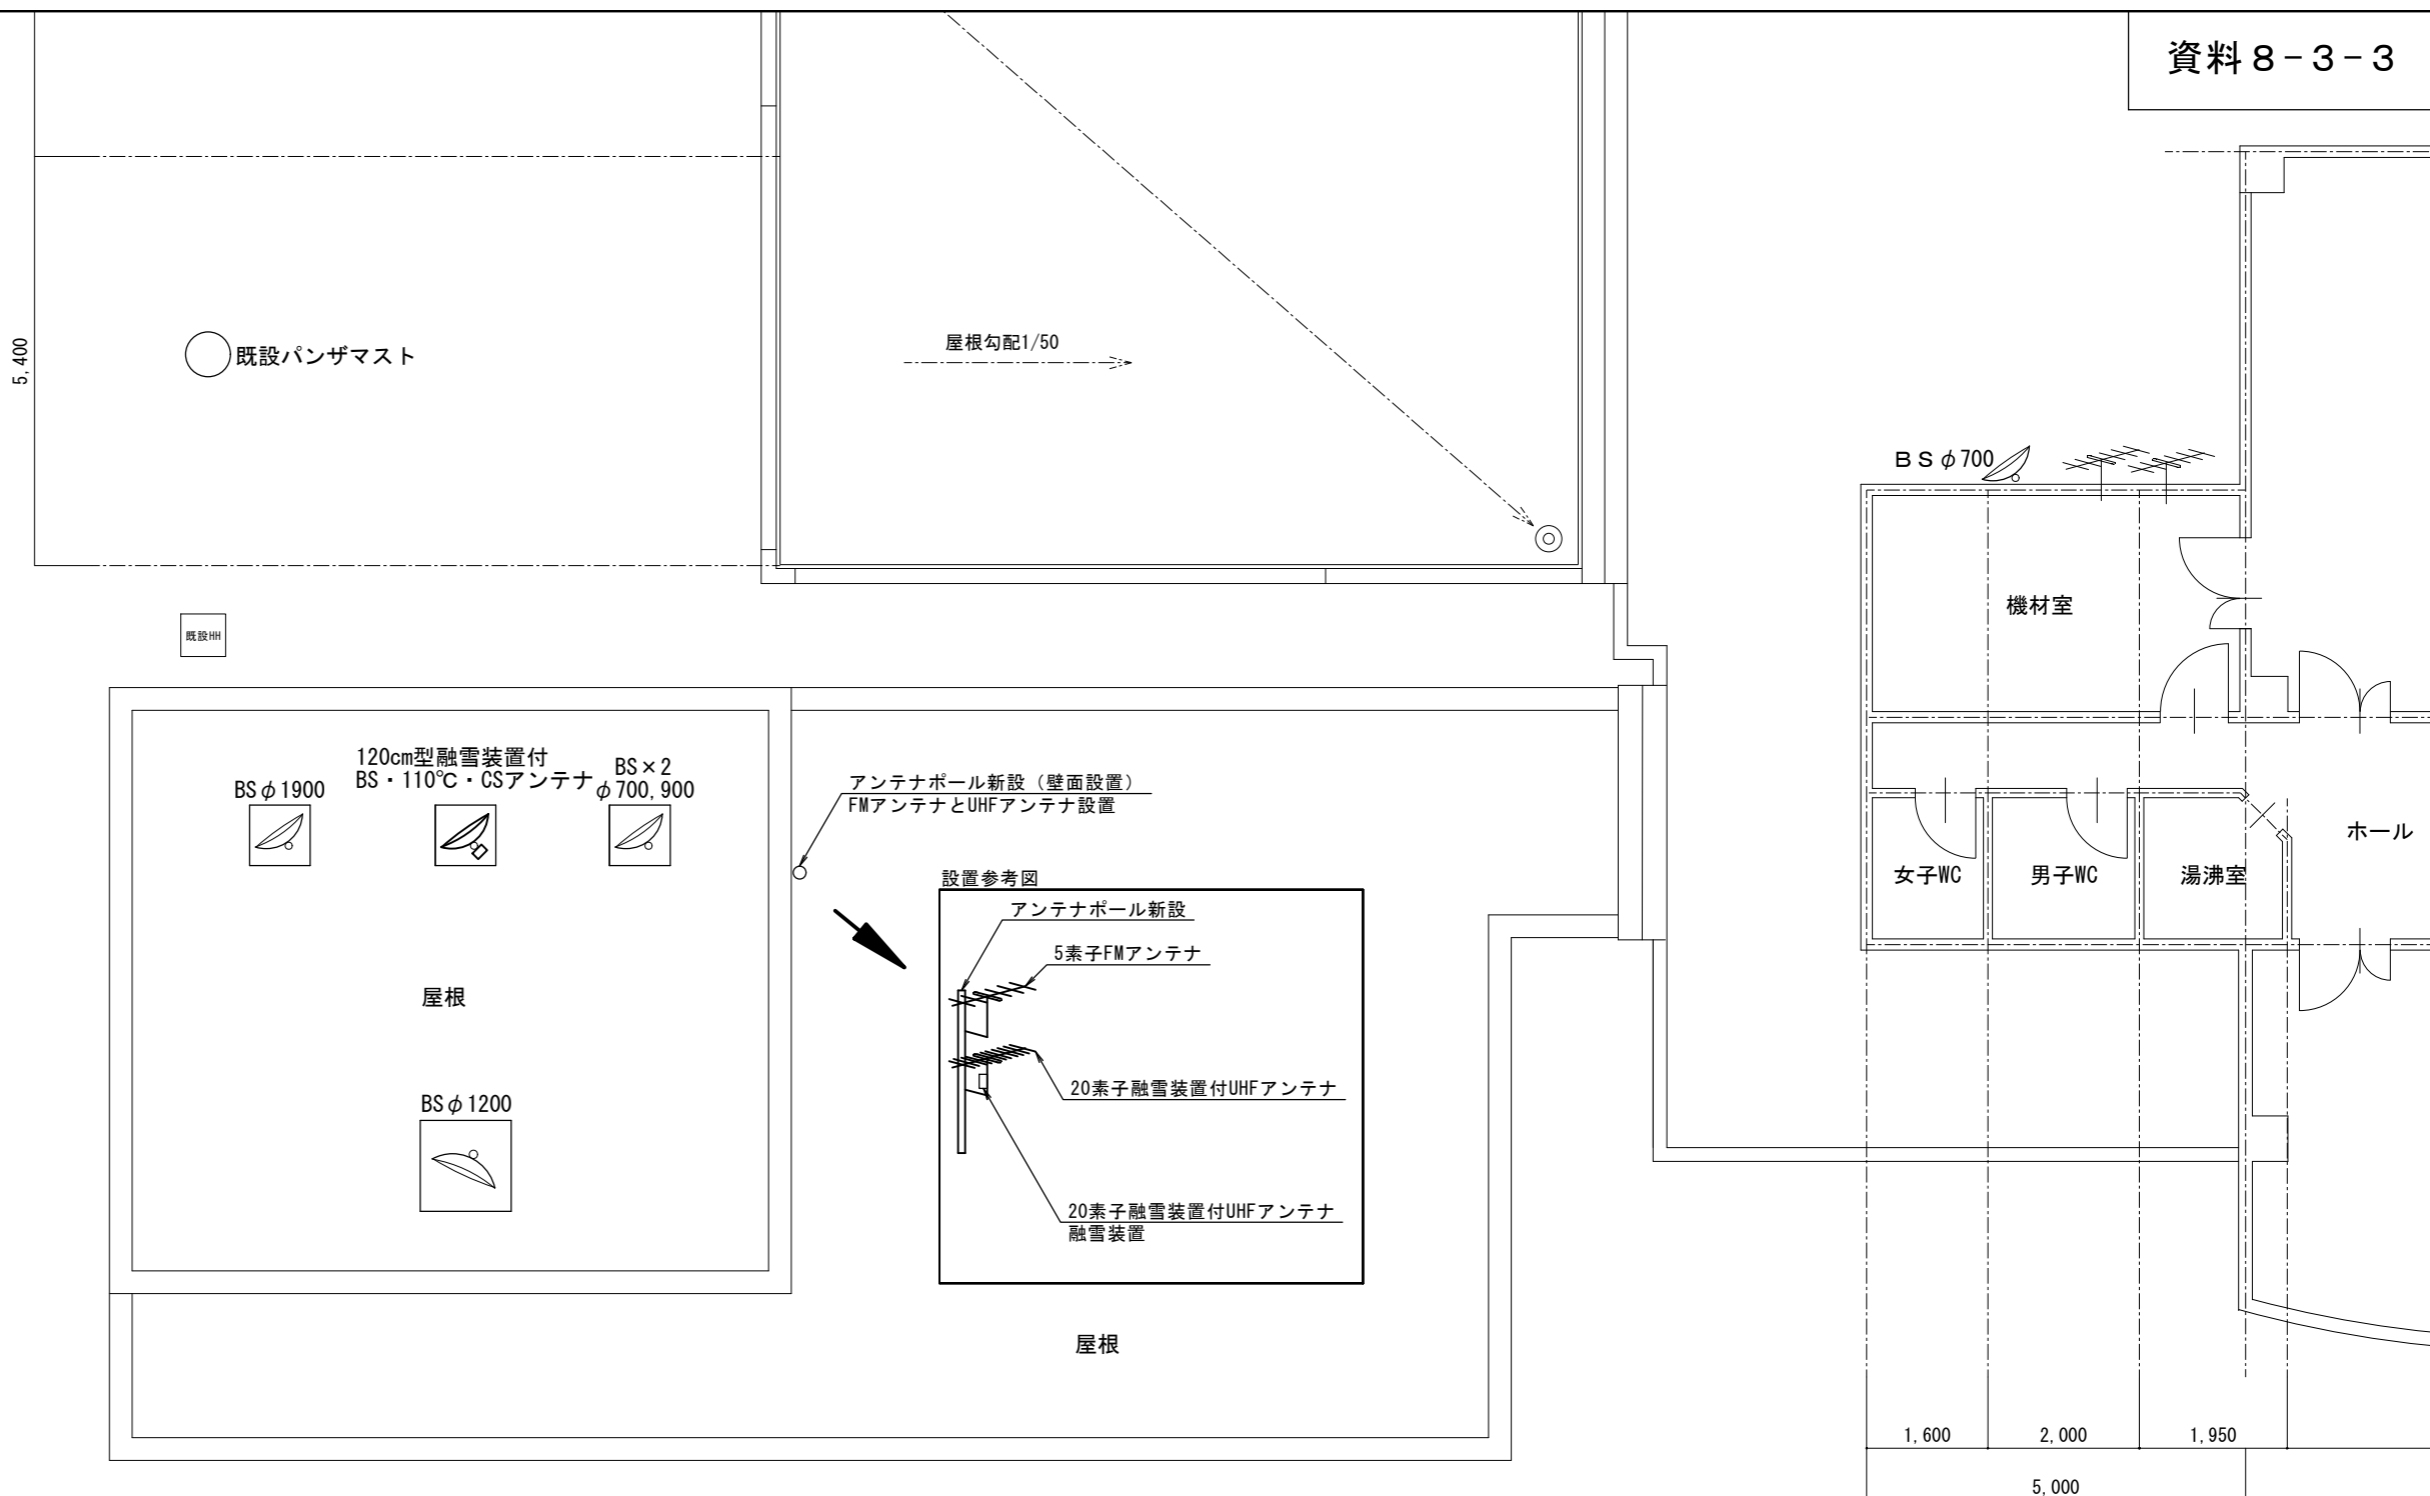 資料８－３－３
5,400
既設パンザマスト
屋根勾配1/50
ＢＳφ700
機材室
既設HH
120cm型融雪装置付
BS・110℃・CSアンテナ
BSφ1900
BS×2
φ700,900
アンテナポール新設（壁面設置）
FMアンテナとUHFアンテナ設置
ホール
女子WC
男子WC
湯沸室
設置参考図
アンテナポール新設
5素子FMアンテナ
屋根
20素子融雪装置付UHFアンテナ
BSφ1200
20素子融雪装置付UHFアンテナ
融雪装置
屋根
1,600
2,000
1,950
5,000